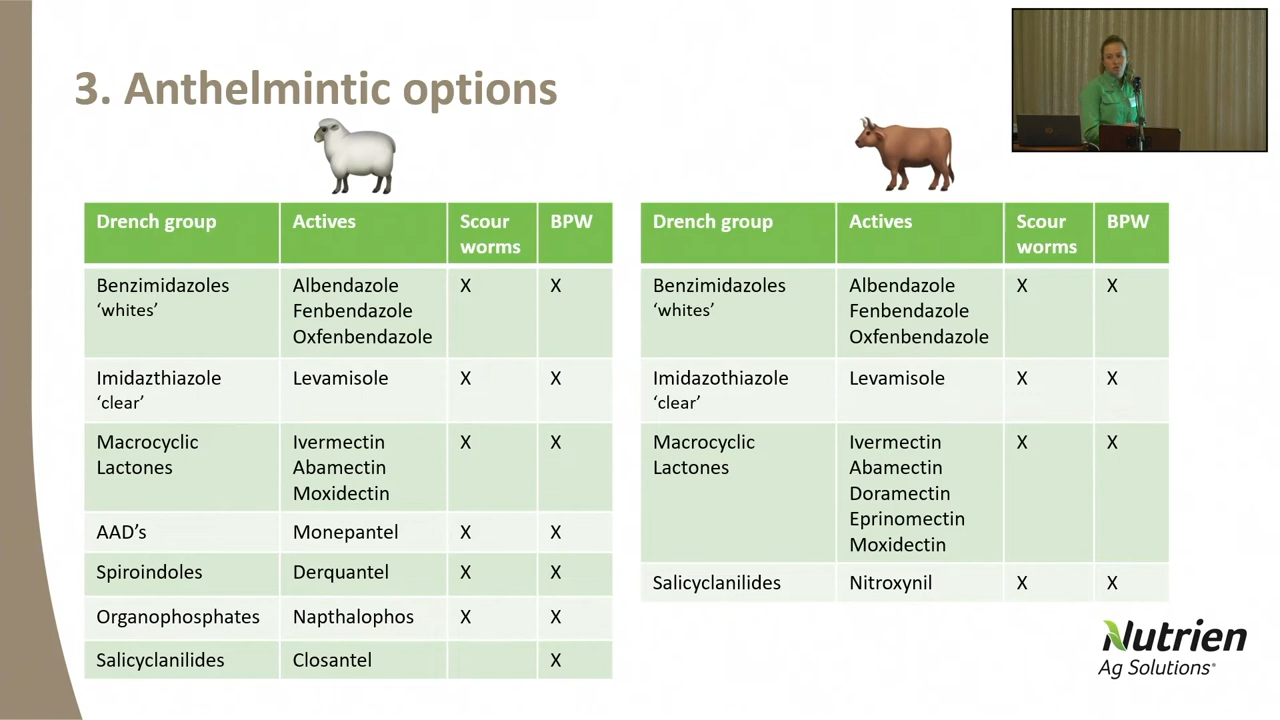 3. Anthelmintic options
Drench group Actives Scour worms BPW
Benzimidazoles 'whites' Albendazole Fenbendazole Oxfenbendazole X X
Imidazthiazole 'clear' Levamisole X X
Macrocyclic Lactones Ivermectin Abamectin Moxidectin X X
AAD's Monepantel X X
Spiroindoles Derquantel X X
Organophosphates Napthalophos X X
Salicyclanilides Closantel X
Drench group Actives Scour worms BPW
Benzimidazoles 'whites' Albendazole Fenbendazole Oxfenbendazole X X
Imidazothiazole 'clear' Levamisole X X
Macrocyclic Lactones Ivermectin Abamectin Doramectin Eprinomectin Moxidectin X X
Salicyclanilides Nitroxynil X X
Nutrien
Ag Solutions